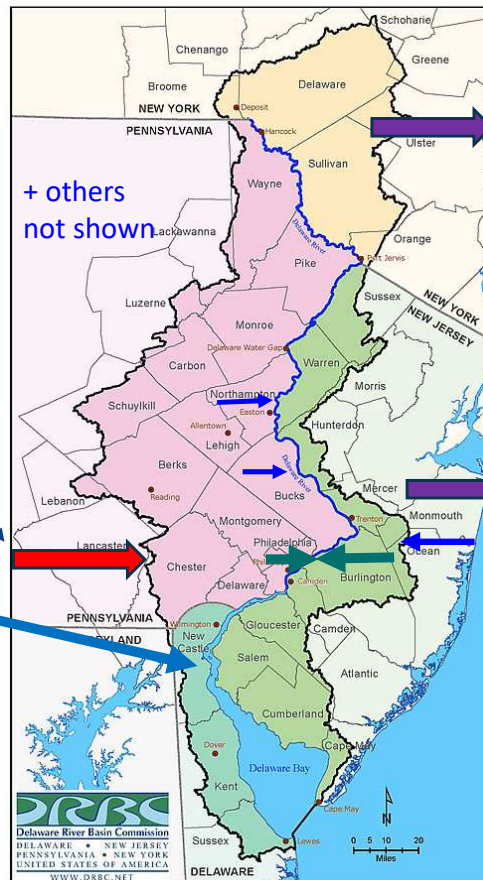 Schoharie
Chenango
Greene
Delaware
Broome
Deposit
NEW YORK
Hancock
PENNSYLVANIA
Ulster
Sullivan
Wayne
+ others
not shown
Delaware River
Lackawanna
Orange
Port Jervis
Pike
Sussex
Luzerne
NEW YORK
NEW JERSEY
Monroe
Delaware Water Gap
Warren
Carbon
Morris
Northampton
Schuylkill
Easton
Hunterdon
Allentown
Lehigh
Berks
Delaware River
Mercer
Reading
Bucks
Lebanon
Monmouth
Trenton
Montgomery
Lancaster
Philadelphia
Ocean
Chester
Delaware
Camden
Burlington
PENNSYLVANIA
Gloucester
Wilmington
Camden
New
Castle
Salem
Atlantic
Cumberland
Cape May
Dover
Delaware Bay
Kent
Cape May
DRBC
Delaware River Basin Commission
DELAWARE • NEW JERSEY
PENNSYLVANIA • NEW YORK
UNITED STATES OF AMERICA
WWW.DRBC.NET
Sussex
Lewes
DELAWARE
N
0 5 10 20
Miles